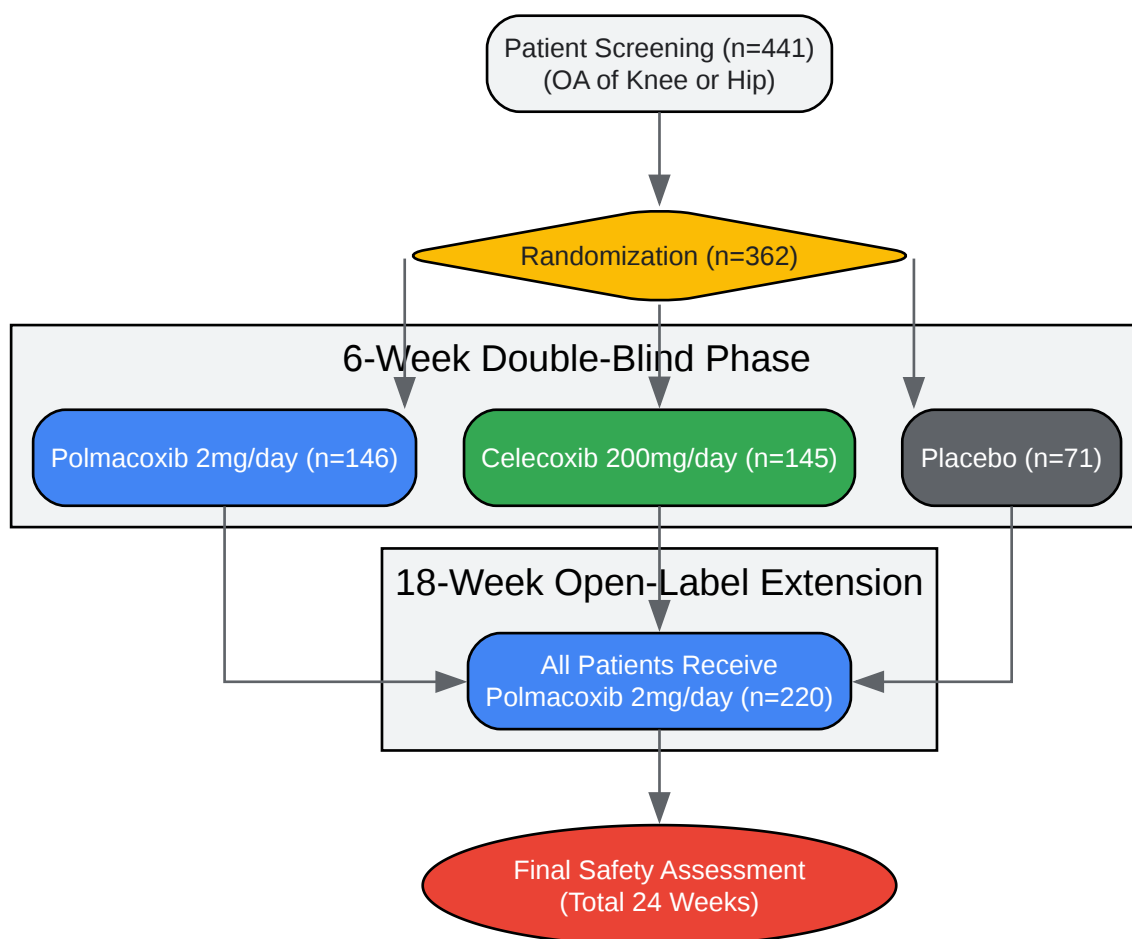 Patient Screening (n=441)
(OA of Knee or Hip)
Randomization (n=362)
6-Week Double-Blind Phase
Polmacoxib 2mg/day (n=146)
Celecoxib 200mg/day (n=145)
Placebo (n=71)
18-Week Open-Label Extension
All Patients Receive
Polmacoxib 2mg/day (n=220)
Final Safety Assessment
(Total 24 Weeks)